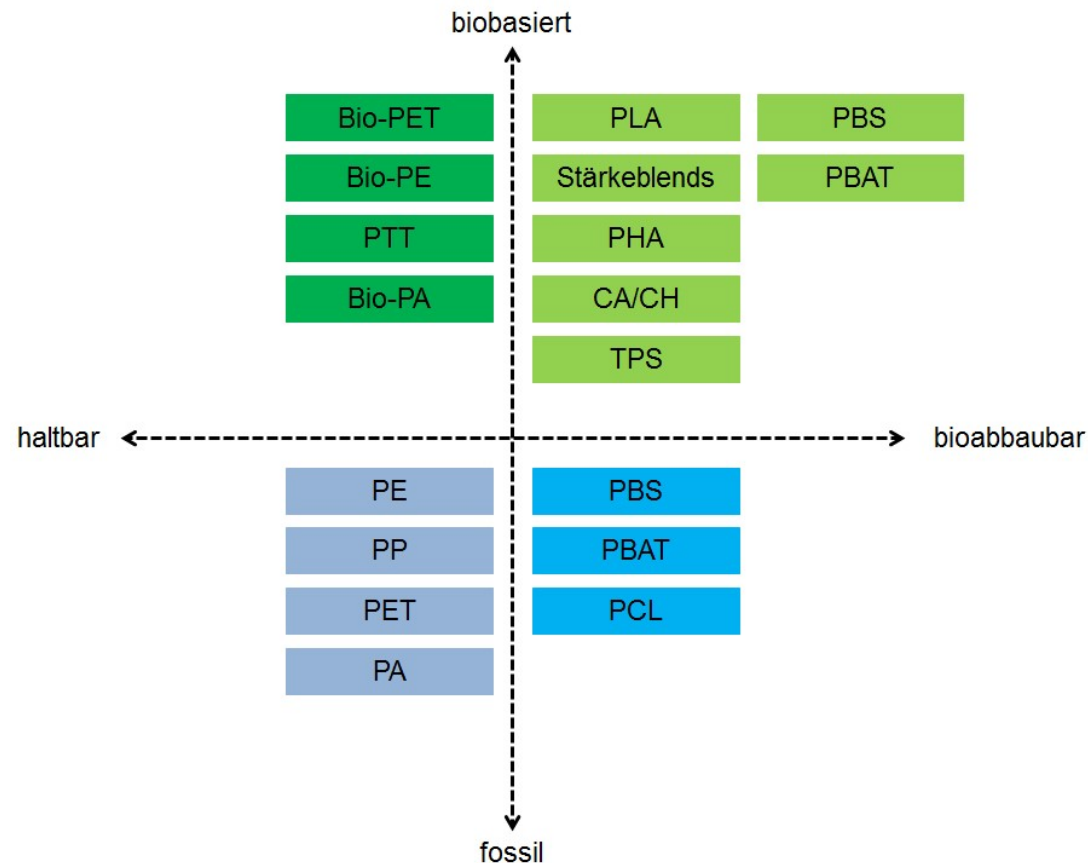 biobasiert
Bio-PET
Bio-PE
PTT
Bio-PA
PLA
Stärkeblends
PHA
CA/CH
TPS
PBS
PBAT
haltbar
bioabbaubar
PE
PP
PET
PA
PBS
PBAT
PCL
fossil